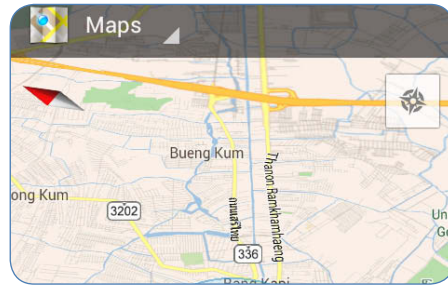 Maps
Bueng Kum
Thanon Ramkhamhaeng
ong Kum
3202
ถนนเสรีไทย
Un
G
336
Bang Kapi